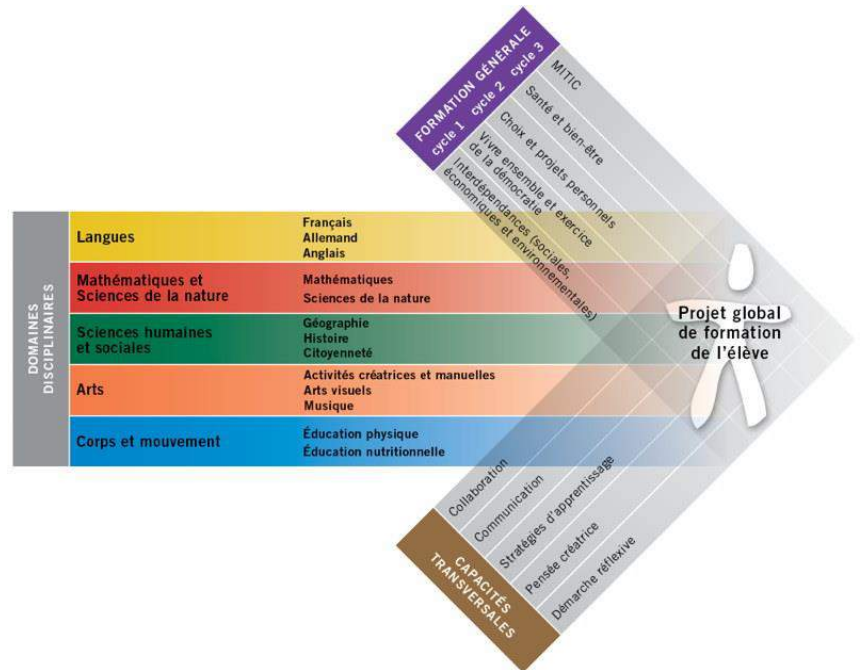 FORMATION GÉNÉRALE
cycle 1 cycle 2 cycle 3
MITIC
Santé et bien-être
Choix et projets personnels
Vivre ensemble et exercice
de la démocratie
Interdépendances (sociales,
économiques et environnementales)
DOMAINES
DISCIPLINAIRES
Langues
Français
Allemand
Anglais
Mathématiques et
Sciences de la nature
Mathématiques
Sciences de la nature
Sciences humaines
et sociales
Géographie
Histoire
Citoyenneté
Arts
Activités créatrices et manuelles
Arts visuels
Musique
Corps et mouvement
Éducation physique
Éducation nutritionnelle
Projet global
de formation
de l'élève
Collaboration
Communication
Stratégies d'apprentissage
Pensée créatrice
Démarche réflexive
CAPACITÉS
TRANSVERSALES